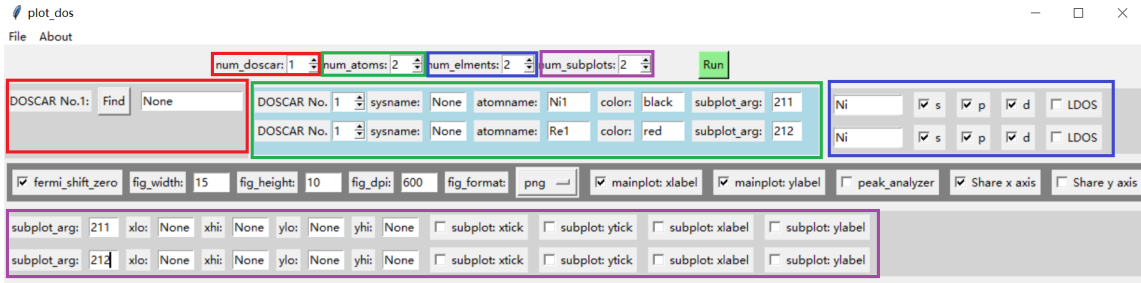 plot_dos
File About
num_doscar: 1 num_atoms: 2 num_elments: 2 num_subplots: 2 Run
DOSCAR No.1: Find None
DOSCAR No. 1 sysname: None atomname: Ni1 color: black subplot_arg: 211
DOSCAR No. 1 sysname: None atomname: Re1 color: red subplot_arg: 212
Ni s p d LDOS
Ni s p d LDOS
fermi_shift_zero fig_width: 15 fig_height: 10 fig_dpi: 600 fig_format: png mainplot: xlabel mainplot: ylabel peak_analyzer Share x axis Share y axis
subplot_arg: 211 xlo: None xhi: None ylo: None yhi: None subplot: xtick subplot: ytick subplot: xlabel subplot: ylabel
subplot_arg: 212 xlo: None xhi: None ylo: None yhi: None subplot: xtick subplot: ytick subplot: xlabel subplot: ylabel